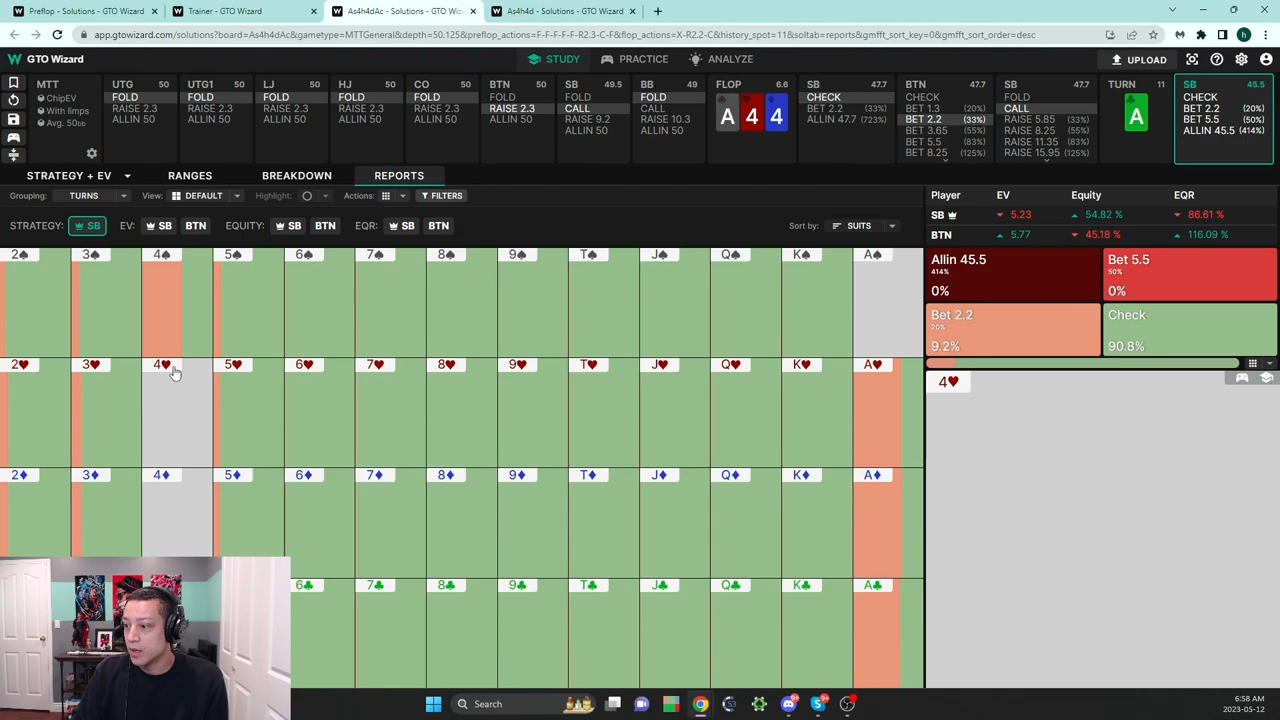 Preflop - Solutions - GTO Wizard
Trainer - GTO Wizard
As4h4dAc - Solutions - GTO Wi
As4h4d - Solutions - GTO Wizard
app.gtowizard.com/solutions?board=As4h4dAc&gametype=MTTGeneral&depth=50.125&preflop_actions=F-F-F-F-F-R2.3-C-F&flop_actions=X-R2.2-C&history_spot=11&soltab=reports&gmfft_sort_key=0&gmfft_sort_order=desc
GTO Wizard
STUDY
PRACTICE
ANALYZE
UPLOAD
MTT
ChipEV
With limps
Avg. 50bb
UTG 50
FOLD
RAISE 2.3
ALLIN 50
UTG1 50
FOLD
RAISE 2.3
ALLIN 50
LJ 50
FOLD
RAISE 2.3
ALLIN 50
HJ 50
FOLD
RAISE 2.3
ALLIN 50
CO 50
FOLD
RAISE 2.3
ALLIN 50
BTN 50
FOLD
RAISE 2.3
ALLIN 50
SB 49.5
FOLD
CALL
RAISE 9.2
ALLIN 50
BB 49
FOLD
CALL
RAISE 10.3
ALLIN 50
FLOP 6.6
A 4 4
SB 47.7
CHECK
BET 2.2 (33%)
ALLIN 47.7 (723%)
BTN 47.7
CHECK
BET 1.3 (20%)
BET 2.2 (33%)
BET 3.65 (55%)
BET 5.5 (83%)
BET 8.25 (125%)
SB 47.7
FOLD
CALL
RAISE 5.85 (55%)
RAISE 8.25 (83%)
RAISE 11.35 (83%)
RAISE 15.95 (125%)
TURN 11
A
SB 45.5
CHECK
BET 2.2 (20%)
BET 5.5 (50%)
ALLIN 45.5 (414%)
STRATEGY + EV
RANGES
BREAKDOWN
REPORTS
Grouping: TURNS
View: DEFAULT
Highlight:
Actions:
FILTERS
STRATEGY: SB
EV: SB BTN
EQUITY: SB BTN
EQR: SB BTN
Sort by: SUITS
Player EV Equity EQR
SB 5.23 54.82 % 86.61 %
BTN 5.77 45.18 % 116.09 %
Allin 45.5
414%
0%
Bet 5.5
50%
0%
Bet 2.2
20%
9.2%
Check
90.8%
4♥
2♠ 3♠ 4♠ 5♠ 6♠ 7♠ 8♠ 9♠ T♠ J♠ Q♠ K♠ A♠
2♥ 3♥ 4♥ 5♥ 6♥ 7♥ 8♥ 9♥ T♥ J♥ Q♥ K♥ A♥
2♦ 3♦ 4♦ 5♦ 6♦ 7♦ 8♦ 9♦ T♦ J♦ Q♦ K♦ A♦
6♣ 7♣ 8♣ 9♣ T♣ J♣ Q♣ K♣ A♣
Search
6:58 AM
2023-05-12